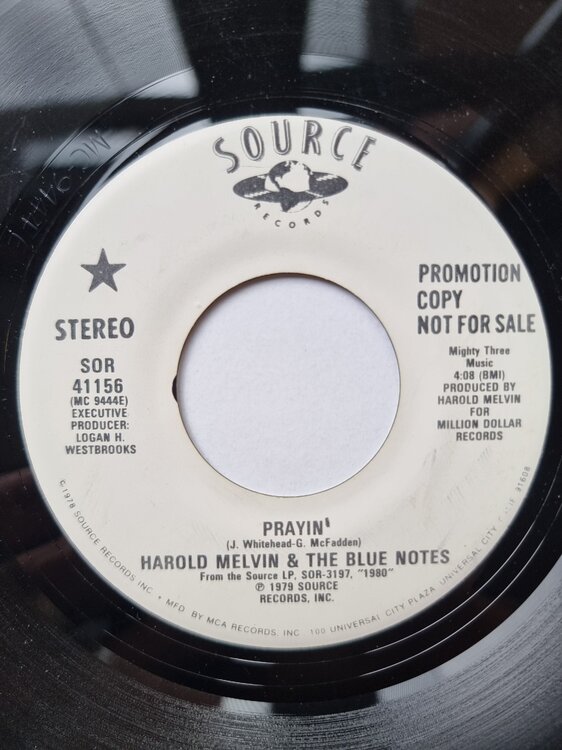 SOURCE
RECORDS
STEREO
SOR
41156
(MC 9444E)
EXECUTIVE
PRODUCER:
LOGAN H.
WESTBROOKS
PROMOTION
COPY
NOT FOR SALE
Mighty Three
Music
4:08 (BMI)
PRODUCED BY
HAROLD MELVIN
FOR
MILLION DOLLAR
RECORDS
PRAYIN'
(J. Whitehead-G. McFadden)
HAROLD MELVIN & THE BLUE NOTES
From the Source LP, SOR-3197, "1980"
℗ 1979 SOURCE
RECORDS, INC.
©1978 SOURCE RECORDS INC. • MFD. BY MCA RECORDS, INC. 100 UNIVERSAL CITY PLAZA, UNIVERSAL CITY, 91608